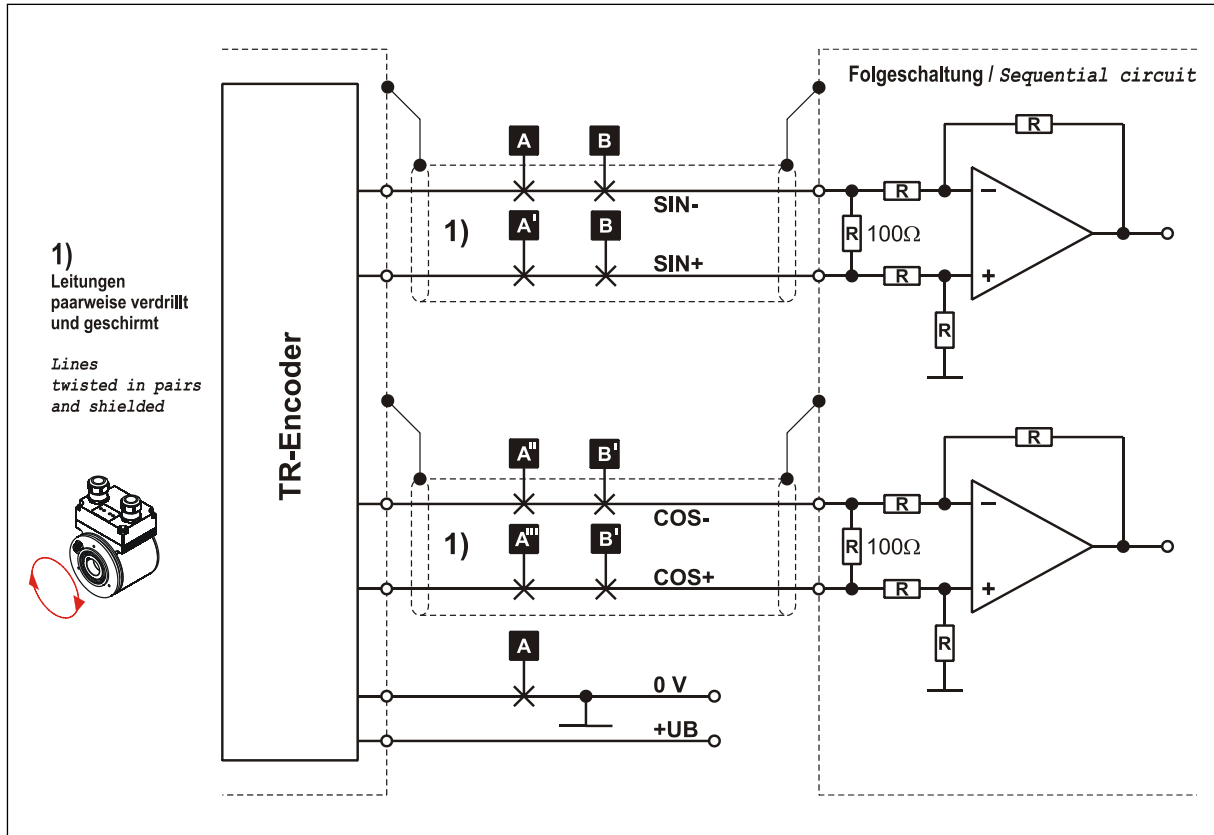 Folgeschaltung / Sequential circuit
TR-Encoder
1)
Leitungen
paarweise verdrillt
und geschirmt
Lines
twisted in pairs
and shielded
A
B
SIN-
1)
A'
B
SIN+
R
R
R
100Ω
R
R
−
+
A''
B'
COS-
1)
A'''
B'
COS+
R
R
R
100Ω
R
R
−
+
A
0 V
+UB